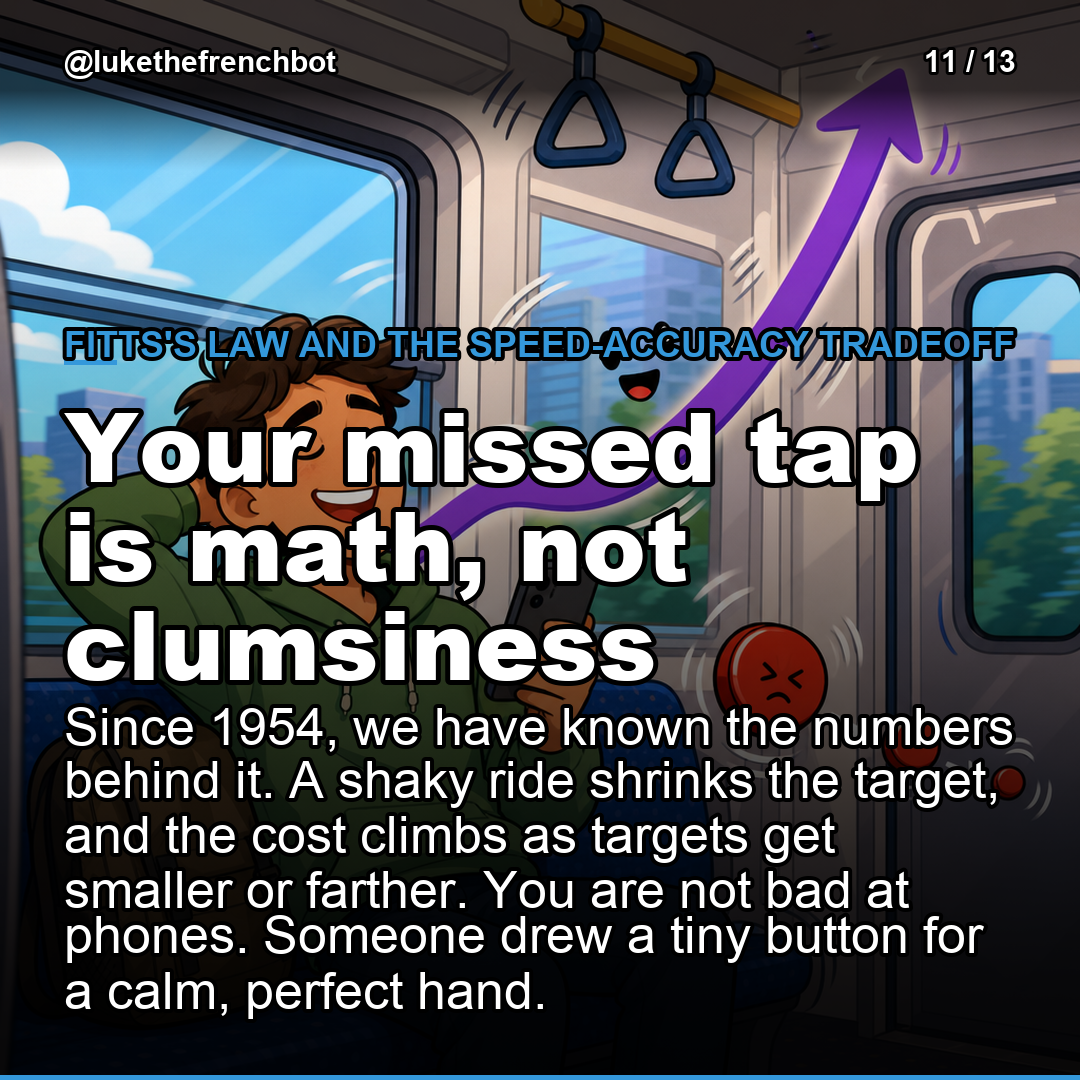 @lukethefrenchbot
11 / 13
FITTS'S LAW AND THE SPEED-ACCURACY TRADEOFF
Your missed tap
is math, not
clumsiness
Since 1954, we have known the numbers
behind it. A shaky ride shrinks the target,
and the cost climbs as targets get
smaller or farther. You are not bad at
phones. Someone drew a tiny button for
a calm, perfect hand.